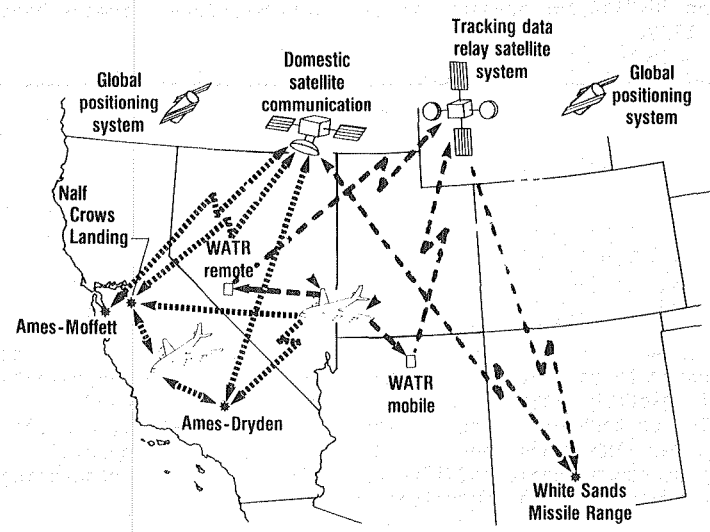 Tracking data
relay satellite
system
Domestic
satellite
communication
Global
positioning
system
Global
positioning
system
Nalf
Crows
Landing
WATR
remote
Ames-Moffett
WATR
mobile
Ames-Dryden
White Sands
Missile Range